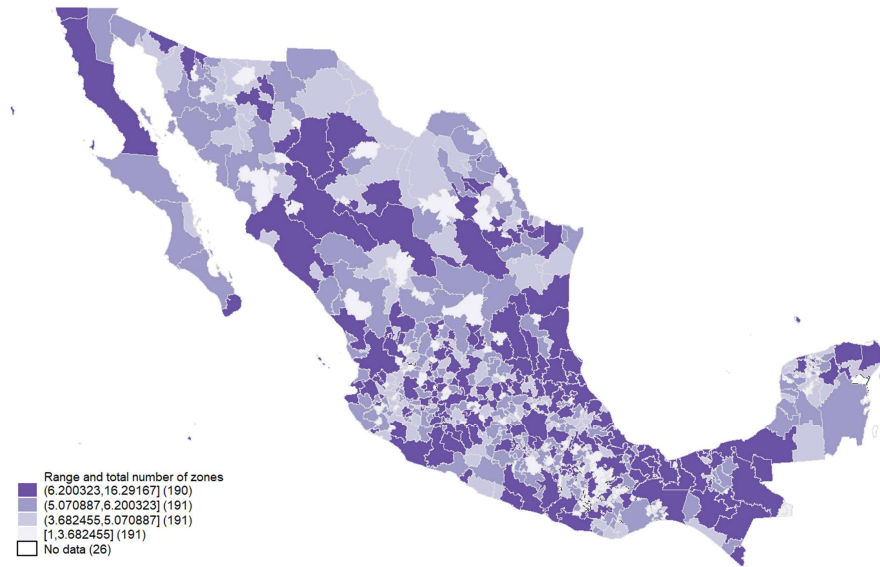 Range and total number of zones
(6.200323,16.29167] (190)
(5.070887,6.200323] (191)
(3.682455,5.070887] (191)
[1,3.682455] (191)
No data (26)